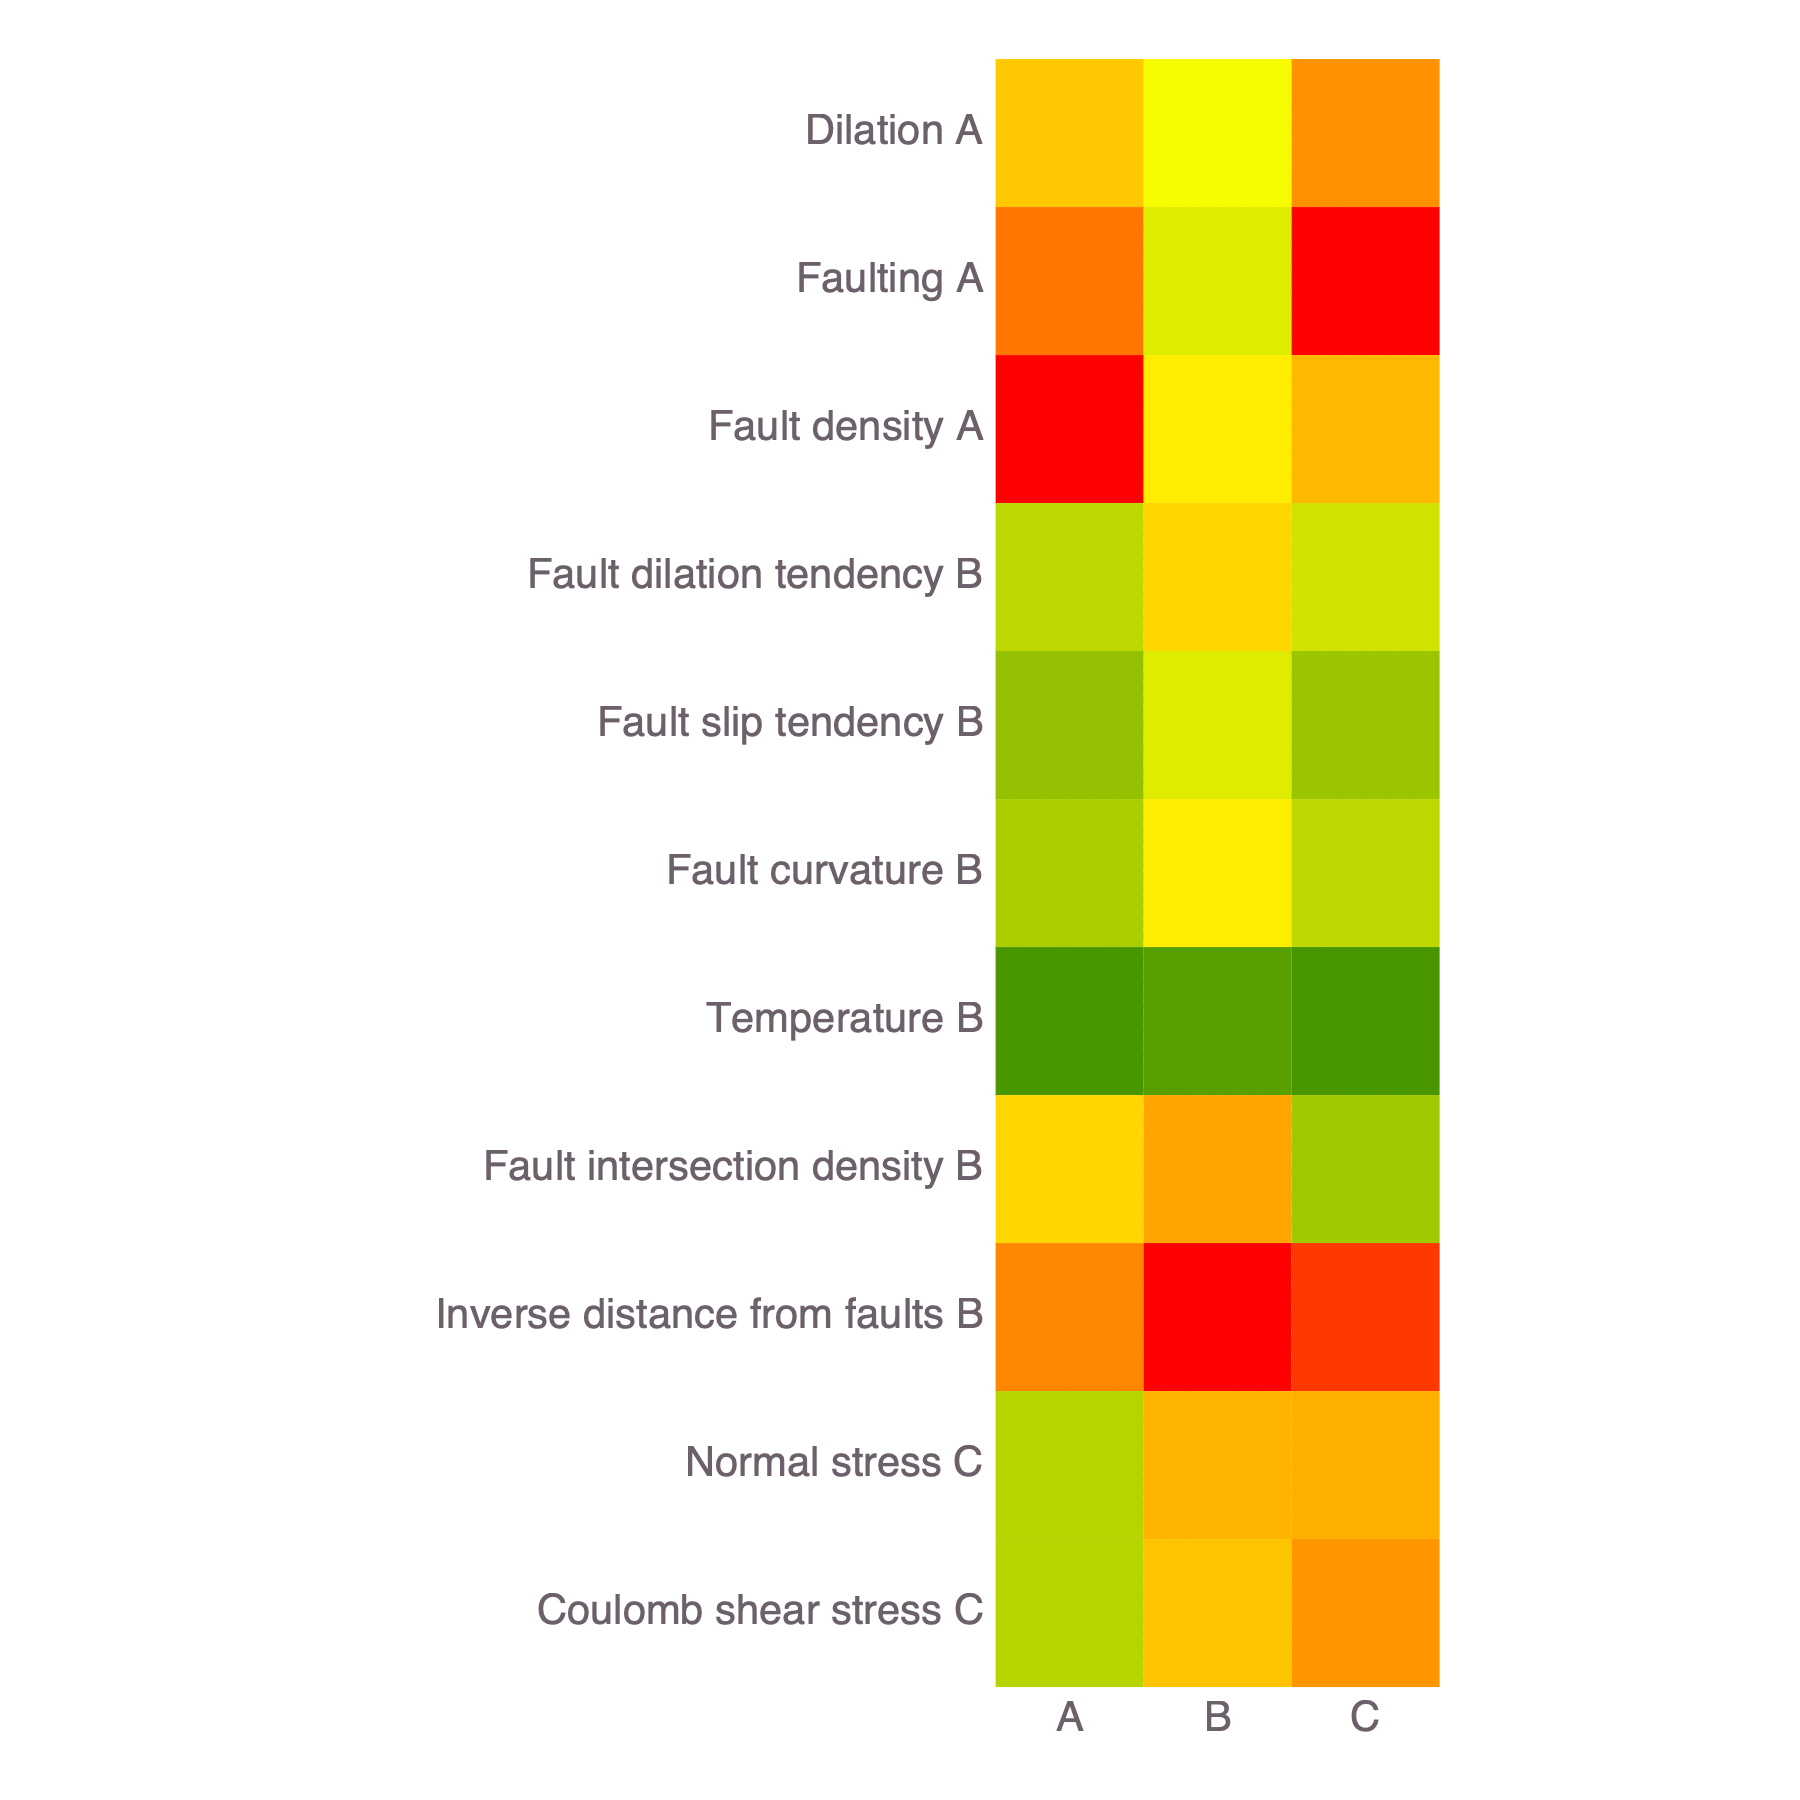 Dilation A
Faulting A
Fault density A
Fault dilation tendency B
Fault slip tendency B
Fault curvature B
Temperature B
Fault intersection density B
Inverse distance from faults B
Normal stress C
Coulomb shear stress C
A B C